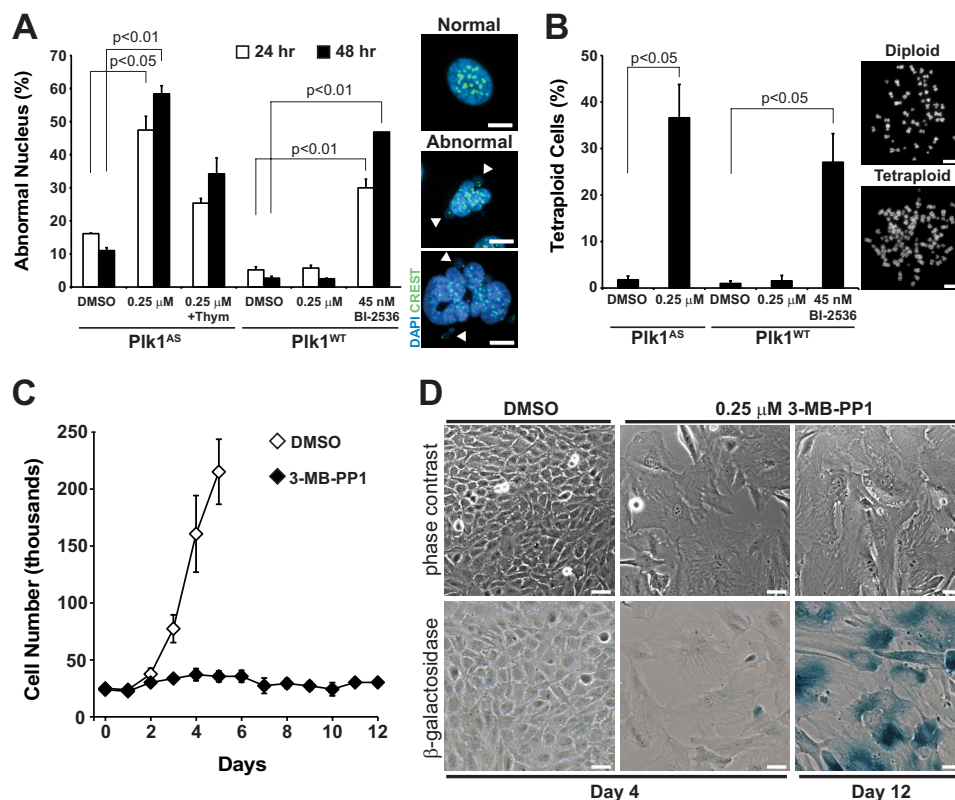 A
p<0.01
p<0.05
24 hr
48 hr
p<0.01
p<0.01
Abnormal Nucleus (%)
70
60
50
40
30
20
10
0
DMSO
0.25 μM
0.25 μM
+Thym
DMSO
0.25 μM
45 nM
BI-2536
Plk1AS
Plk1WT
Normal
Abnormal
DAPI CREST
B
p<0.05
p<0.05
Tetraploid Cells (%)
50
40
30
20
10
0
DMSO
0.25 μM
DMSO
0.25 μM
45 nM
BI-2536
Plk1AS
Plk1WT
Diploid
Tetraploid
C
DMSO
3-MB-PP1
Cell Number (thousands)
250
200
150
100
50
0
0 2 4 6 8 10 12
Days
D
DMSO
0.25 μM 3-MB-PP1
phase contrast
β-galactosidase
Day 4
Day 12